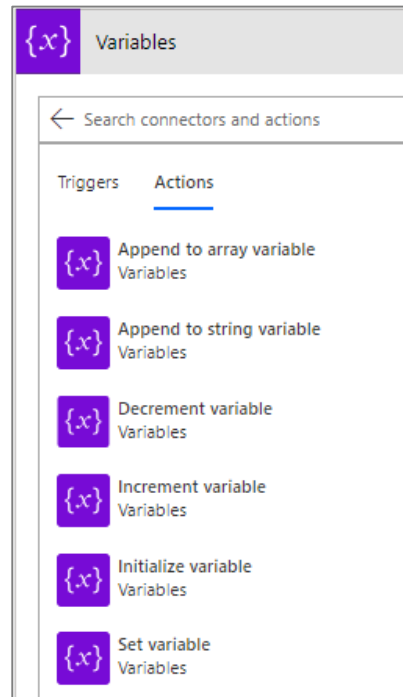 {x} Variables
Search connectors and actions
Triggers Actions
{x} Append to array variable
Variables
{x} Append to string variable
Variables
{x} Decrement variable
Variables
{x} Increment variable
Variables
{x} Initialize variable
Variables
{x} Set variable
Variables